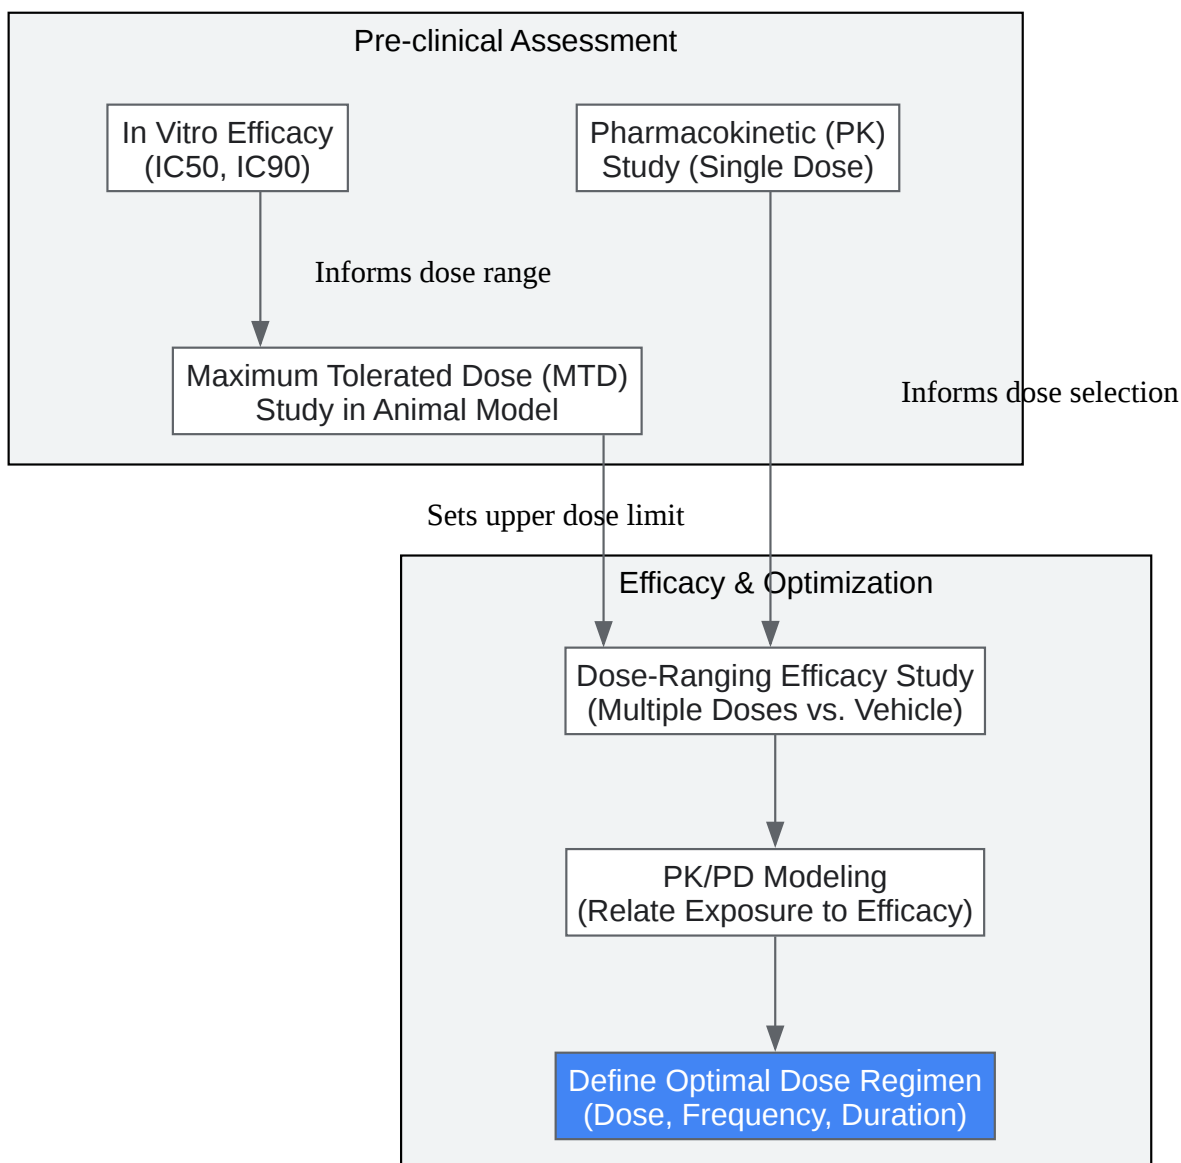 Pre-clinical Assessment
In Vitro Efficacy
(IC50, IC90)
Pharmacokinetic (PK)
Study (Single Dose)
Informs dose range
Maximum Tolerated Dose (MTD)
Study in Animal Model
Informs dose selection
Sets upper dose limit
Efficacy & Optimization
Dose-Ranging Efficacy Study
(Multiple Doses vs. Vehicle)
PK/PD Modeling
(Relate Exposure to Efficacy)
Define Optimal Dose Regimen
(Dose, Frequency, Duration)